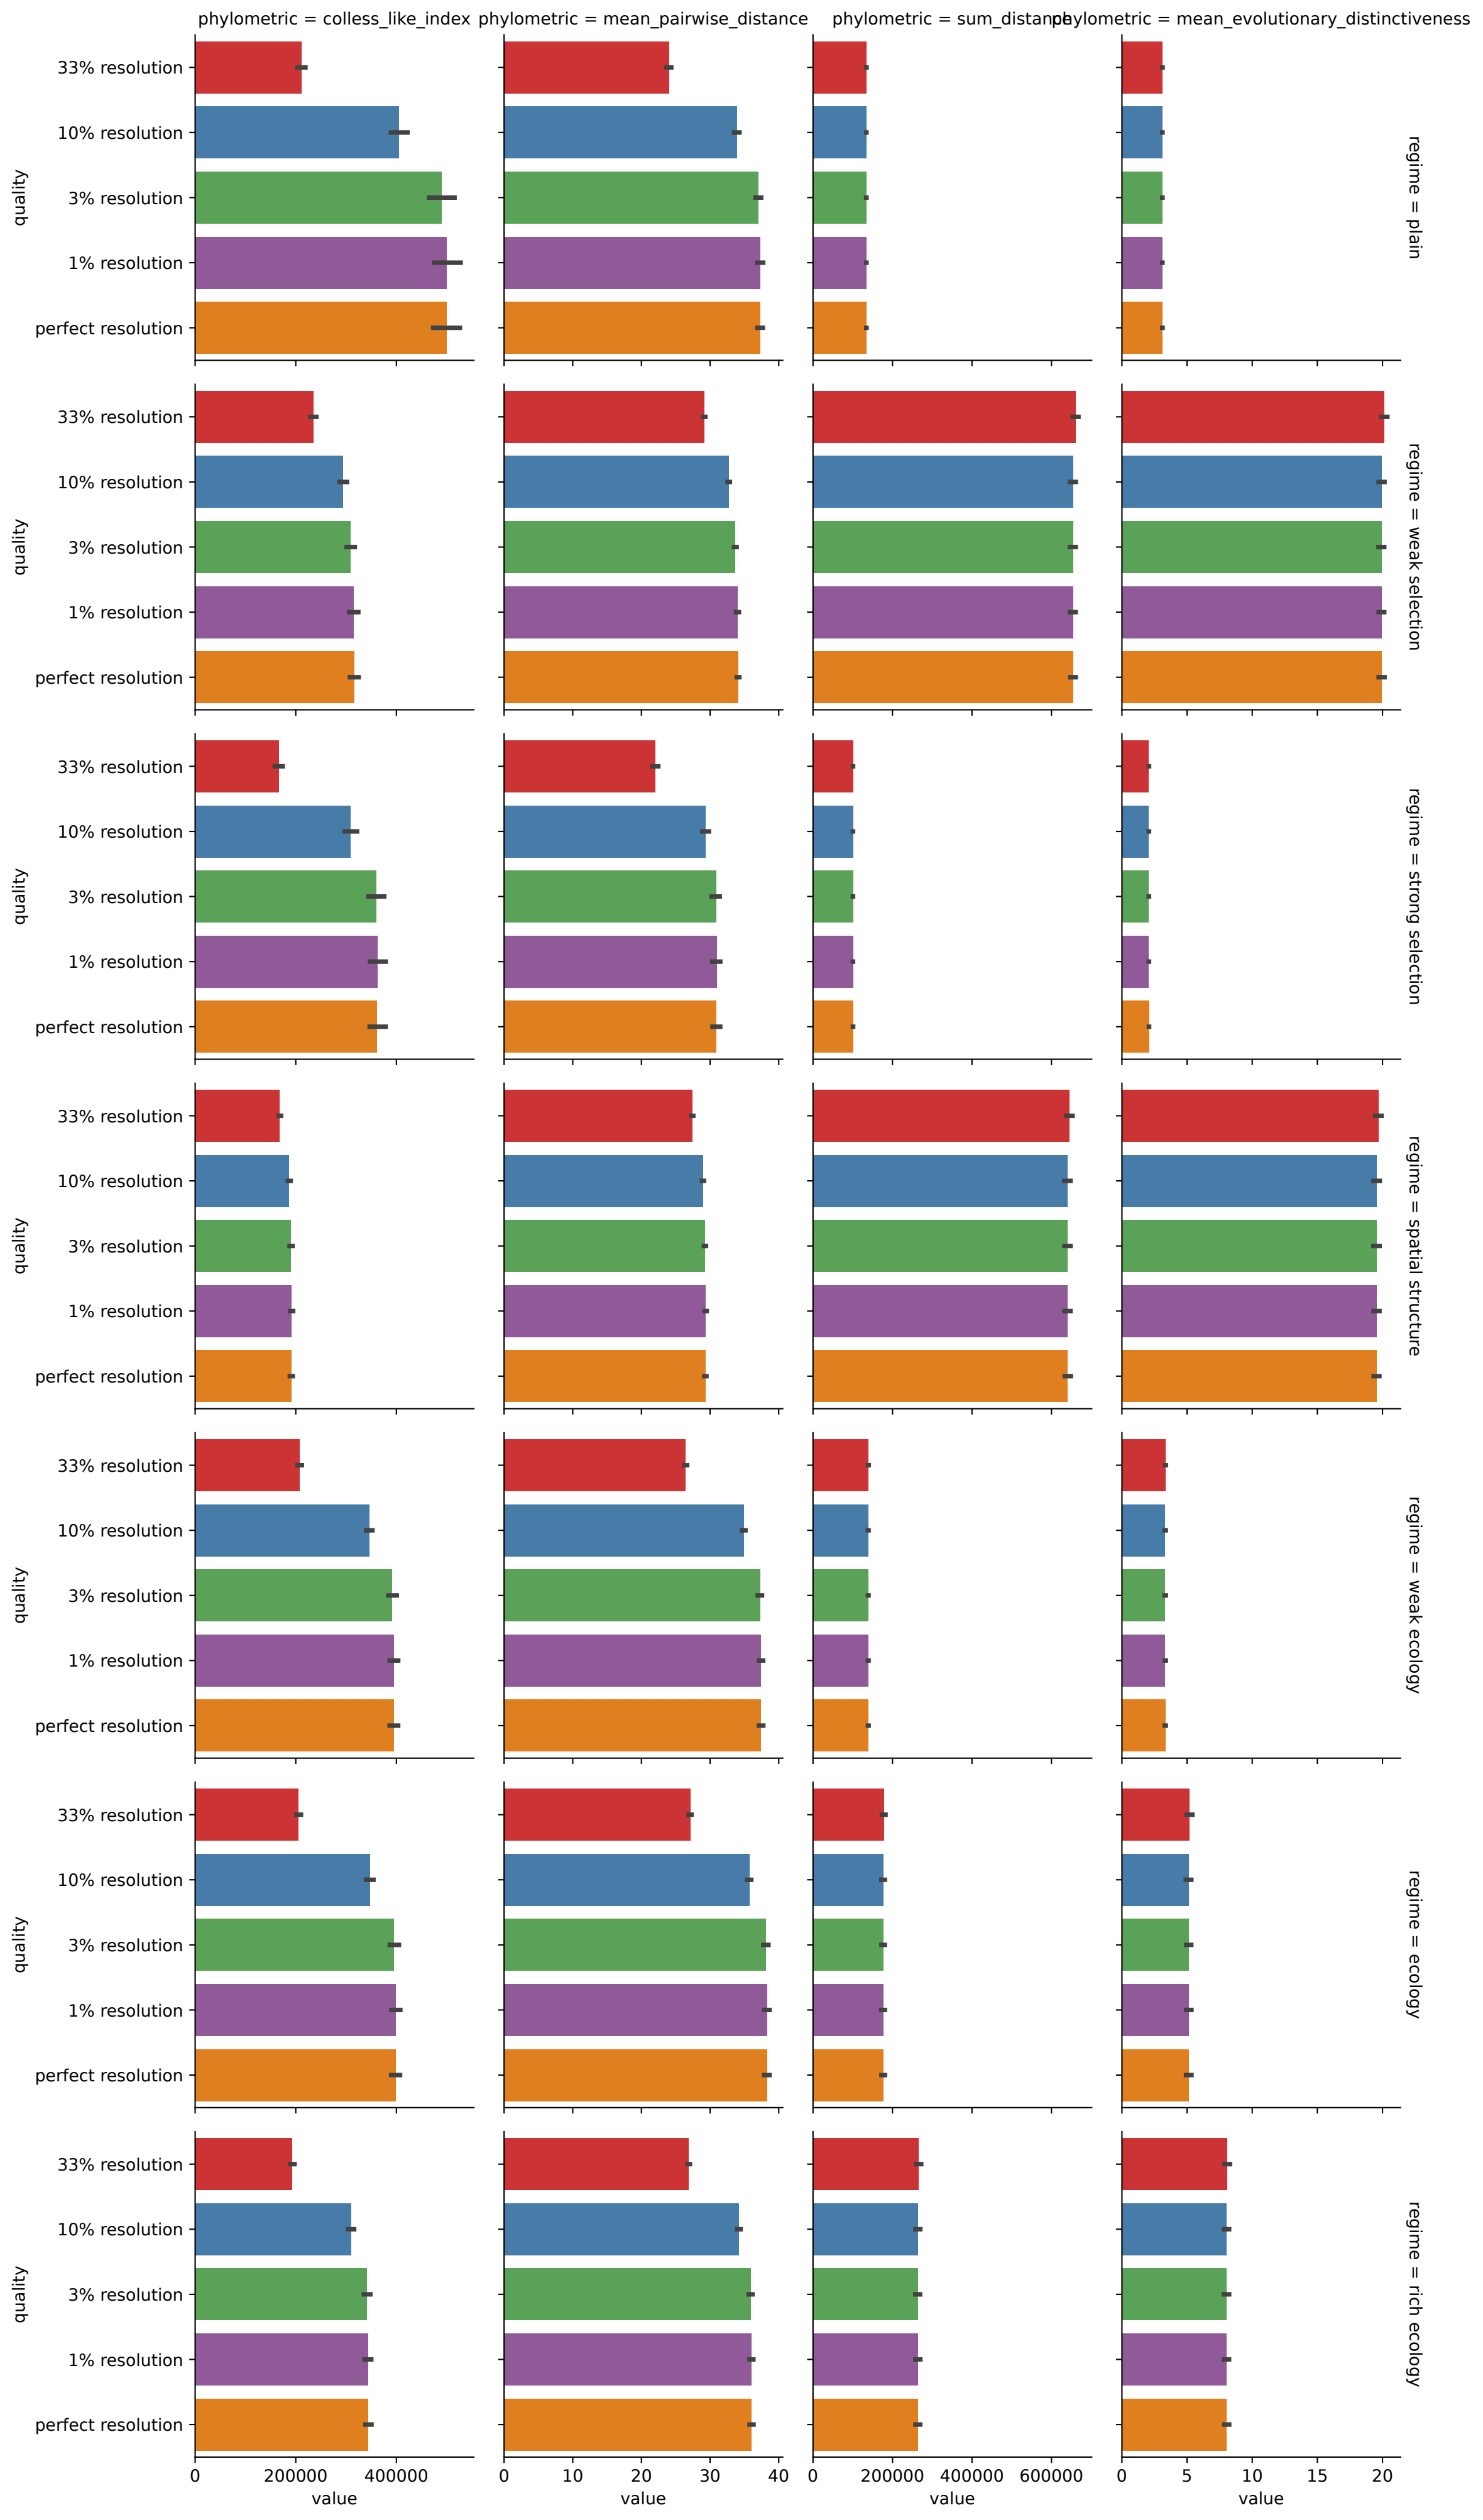 phylometric = colless_like_index phylometric = mean_pairwise_distance phylometric = sum_distance phylometric = mean_evolutionary_distinctiveness
33% resolution
10% resolution
3% resolution
1% resolution
perfect resolution
quality
regime = plain
33% resolution
10% resolution
3% resolution
1% resolution
perfect resolution
quality
regime = weak selection
33% resolution
10% resolution
3% resolution
1% resolution
perfect resolution
quality
regime = strong selection
33% resolution
10% resolution
3% resolution
1% resolution
perfect resolution
quality
regime = spatial structure
33% resolution
10% resolution
3% resolution
1% resolution
perfect resolution
quality
regime = weak ecology
33% resolution
10% resolution
3% resolution
1% resolution
perfect resolution
quality
regime = ecology
33% resolution
10% resolution
3% resolution
1% resolution
perfect resolution
quality
regime = rich ecology
0 200000 400000 0 10 20 30 40 0 200000 400000 600000 0 5 10 15 20
value value value value